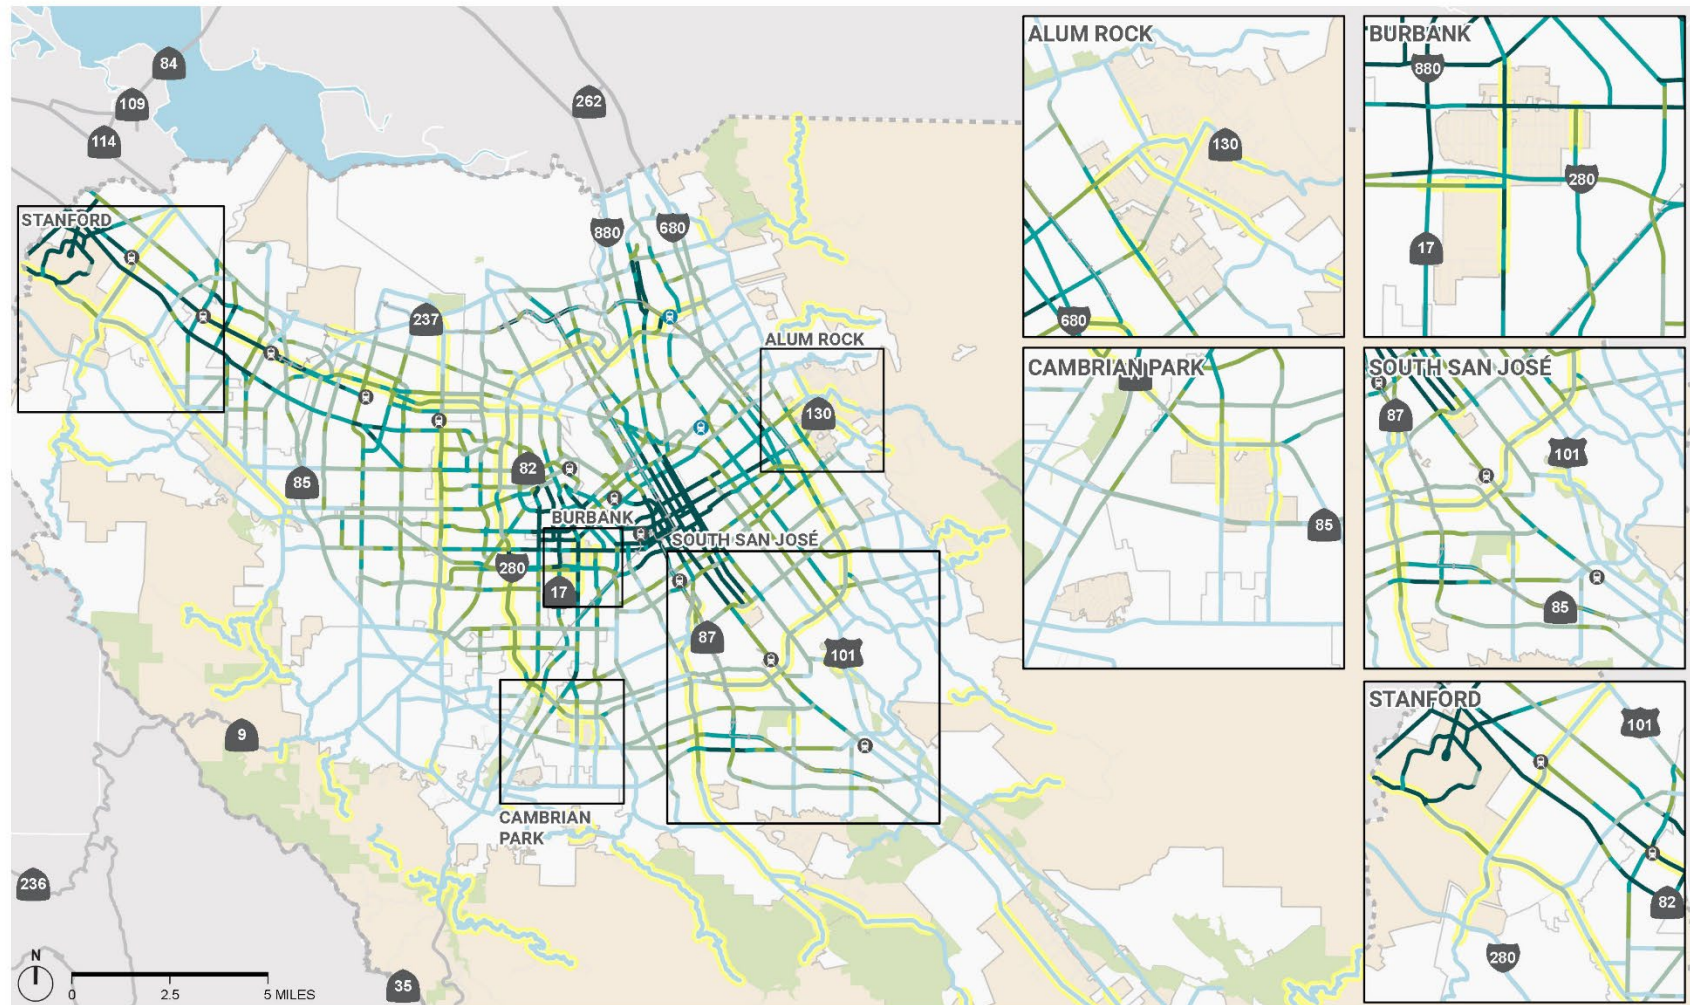 84
109
114
262
STANFORD
880
680
237
ALUM ROCK
130
82
85
BURBANK
SOUTH SAN JOSÉ
280
17
87
101
9
CAMBRIAN
PARK
236
35
N
0
2.5
5 MILES
ALUM ROCK
130
680
BURBANK
880
280
17
CAMBRIAN PARK
85
SOUTH SAN JOSÉ
87
101
85
STANFORD
101
82
280